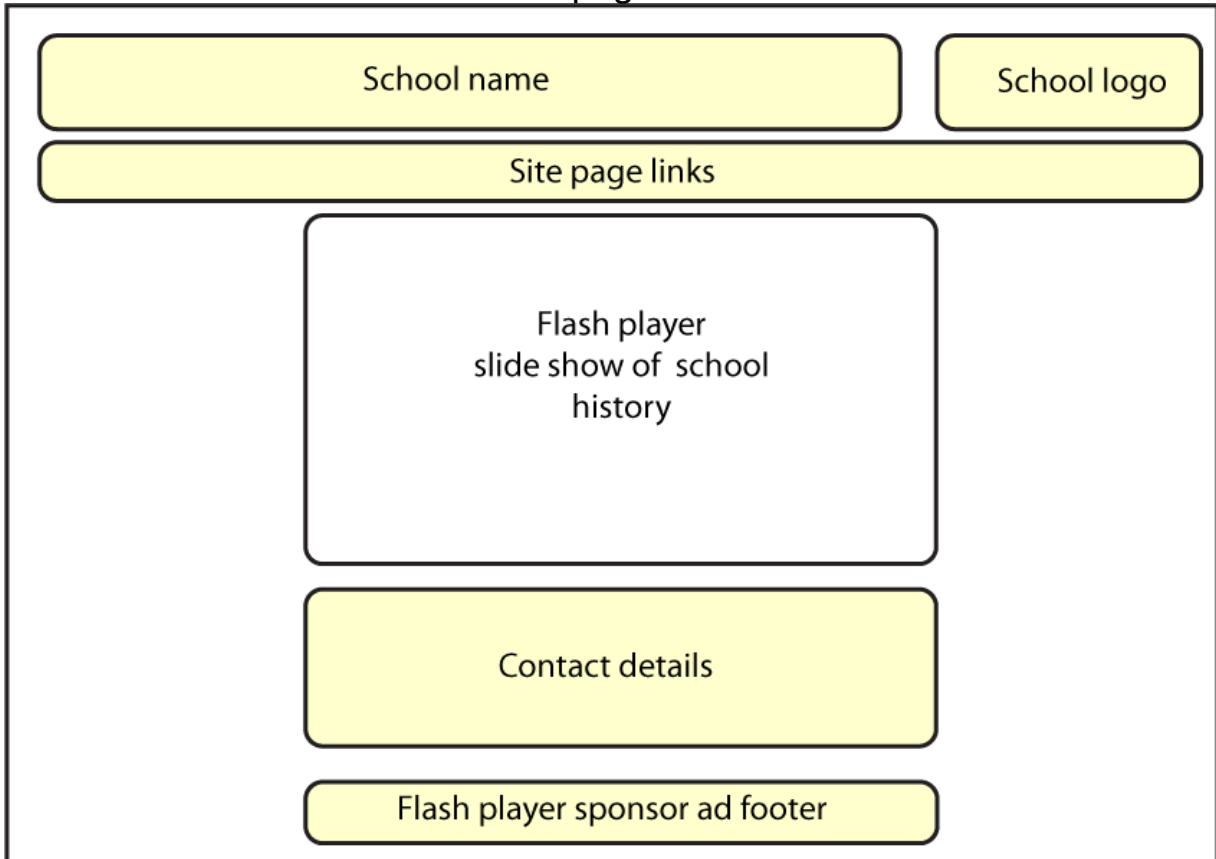 School name
School logo
Site page links
Flash player
slide show of  school
history
Contact details
Flash player sponsor ad footer